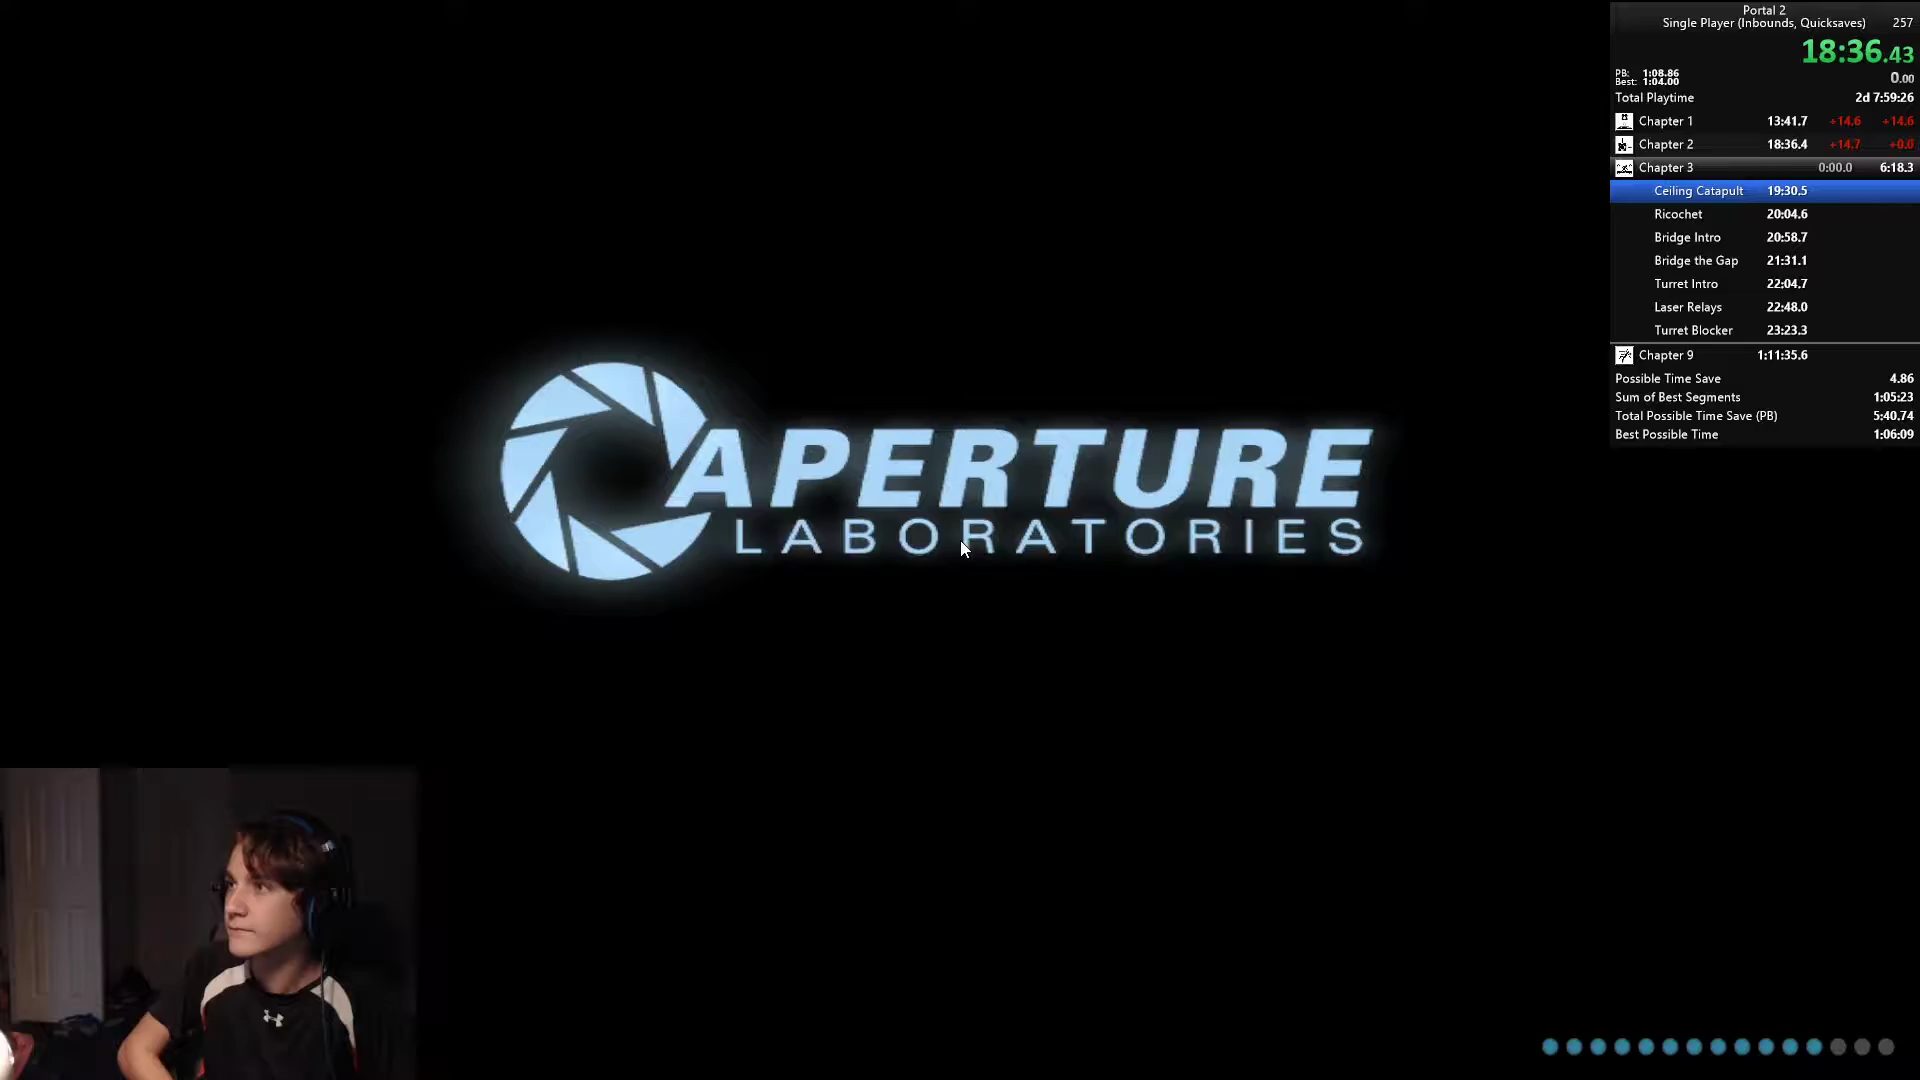 Portal 2
Single Player (Inbounds, Quicksaves) 257
18:36.43
PB: 1:08.86 0.00
Best: 1:04.00
Total Playtime 2d 7:59:26
Chapter 1 13:41.7 +14.6 +14.6
Chapter 2 18:36.4 +14.7 +0.0
Chapter 3 0:00.0 6:18.3
Ceiling Catapult 19:30.5
Ricochet 20:04.6
Bridge Intro 20:58.7
Bridge the Gap 21:31.1
Turret Intro 22:04.7
Laser Relays 22:48.0
Turret Blocker 23:23.3
Chapter 9 1:11:35.6
Possible Time Save 4.86
Sum of Best Segments 1:05:23
Total Possible Time Save (PB) 5:40.74
Best Possible Time 1:06:09
APERTURE
LABORATORIES